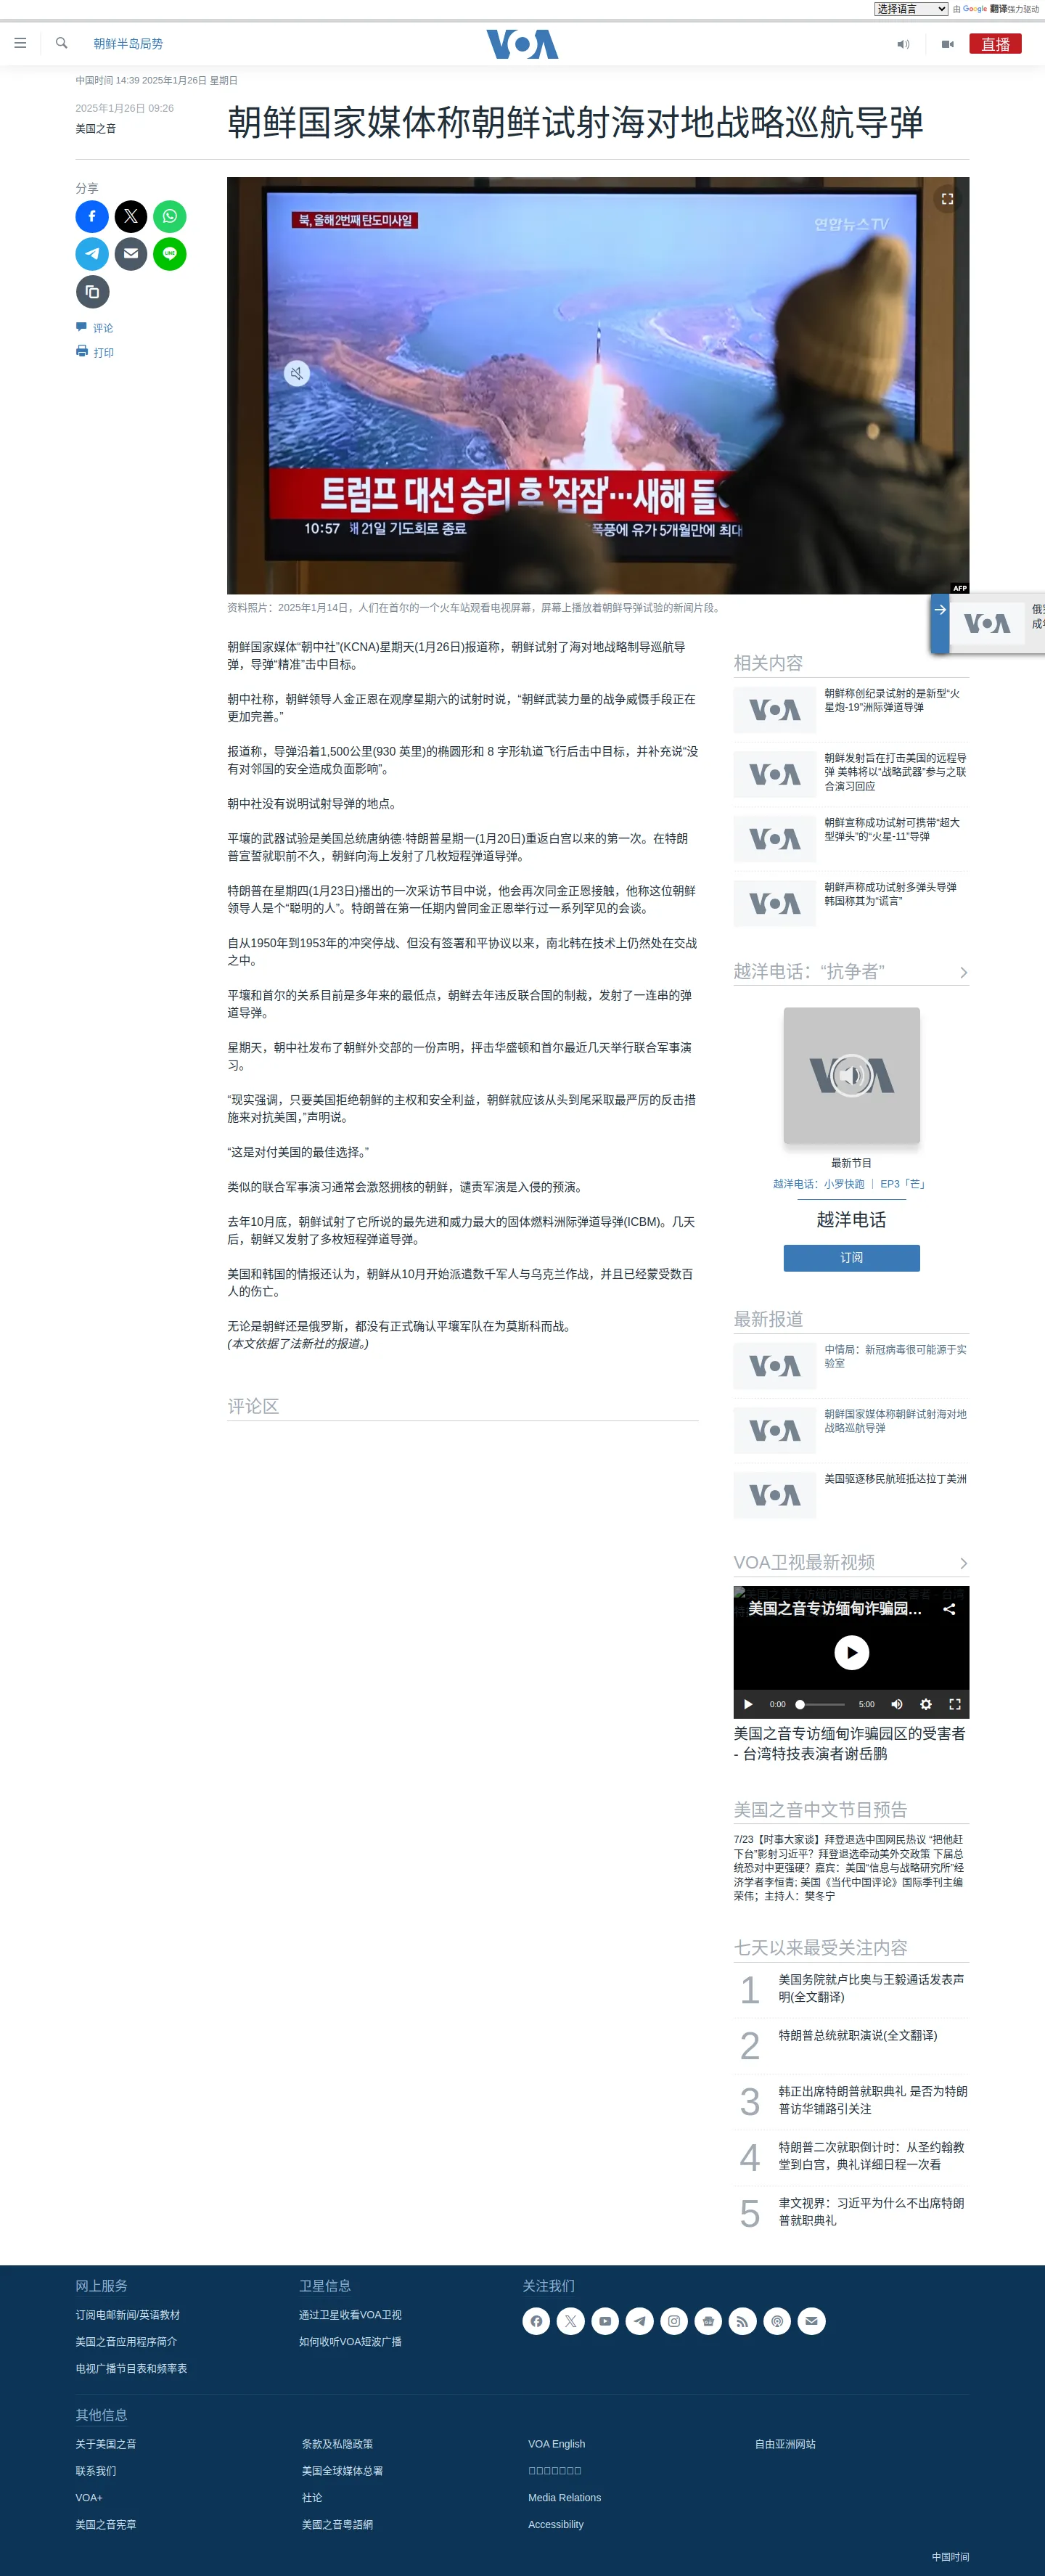 选择语言
由 Google 翻译强力驱动
朝鲜半岛局势
VOA
直播
中国时间 14:39 2025年1月26日 星期日
2025年1月26日 09:26
美国之音
朝鲜国家媒体称朝鲜试射海对地战略巡航导弹
分享
评论
打印
북, 올해 2번째 탄도미사일
연합뉴스TV
트럼프 대선 승리 후 '잠잠'…새해 들
10:57
해 21일 기도회로 종료
폭풍에 유가 5개월만에 최대
AFP
资料照片：2025年1月14日，人们在首尔的一个火车站观看电视屏幕，屏幕上播放着朝鲜导弹试验的新闻片段。
VOA
朝鲜国家媒体“朝中社”(KCNA)星期天(1月26日)报道称，朝鲜试射了海对地战略制导巡航导
弹，导弹“精准”击中目标。
朝中社称，朝鲜领导人金正恩在观摩星期六的试射时说，“朝鲜武装力量的战争威慑手段正在
更加完善。”
报道称，导弹沿着1,500公里(930 英里)的椭圆形和 8 字形轨道飞行后击中目标，并补充说“没
有对邻国的安全造成负面影响”。
朝中社没有说明试射导弹的地点。
平壤的武器试验是美国总统唐纳德·特朗普星期一(1月20日)重返白宫以来的第一次。在特朗
普宣誓就职前不久，朝鲜向海上发射了几枚短程弹道导弹。
特朗普在星期四(1月23日)播出的一次采访节目中说，他会再次同金正恩接触，他称这位朝鲜
领导人是个“聪明的人”。特朗普在第一任期内曾同金正恩举行过一系列罕见的会谈。
自从1950年到1953年的冲突停战、但没有签署和平协议以来，南北韩在技术上仍然处在交战
之中。
平壤和首尔的关系目前是多年来的最低点，朝鲜去年违反联合国的制裁，发射了一连串的弹
道导弹。
星期天，朝中社发布了朝鲜外交部的一份声明，抨击华盛顿和首尔最近几天举行联合军事演
习。
“现实强调，只要美国拒绝朝鲜的主权和安全利益，朝鲜就应该从头到尾采取最严厉的反击措
施来对抗美国，”声明说。
“这是对付美国的最佳选择。”
类似的联合军事演习通常会激怒拥核的朝鲜，谴责军演是入侵的预演。
去年10月底，朝鲜试射了它所说的最先进和威力最大的固体燃料洲际弹道导弹(ICBM)。几天
后，朝鲜又发射了多枚短程弹道导弹。
美国和韩国的情报还认为，朝鲜从10月开始派遣数千军人与乌克兰作战，并且已经蒙受数百
人的伤亡。
无论是朝鲜还是俄罗斯，都没有正式确认平壤军队在为莫斯科而战。
(本文依据了法新社的报道。)
评论区
相关内容
VOA
朝鲜称创纪录试射的是新型“火
星炮-19”洲际弹道导弹
VOA
朝鲜发射旨在打击美国的远程导
弹 美韩将以“战略武器”参与之联
合演习回应
VOA
朝鲜宣称成功试射可携带“超大
型弹头”的“火星-11”导弹
VOA
朝鲜声称成功试射多弹头导弹
韩国称其为“谎言”
越洋电话：“抗争者”
VOA
最新节目
越洋电话：小罗快跑 ｜ EP3「芒」
越洋电话
订阅
最新报道
VOA
中情局：新冠病毒很可能源于实
验室
VOA
朝鲜国家媒体称朝鲜试射海对地
战略巡航导弹
VOA
美国驱逐移民航班抵达拉丁美洲
VOA卫视最新视频
美国之音专访缅甸诈骗园…
0:00
5:00
美国之音专访缅甸诈骗园区的受害者
- 台湾特技表演者谢岳鹏
美国之音中文节目预告
7/23【时事大家谈】拜登退选中国网民热议 “把他赶
下台”影射习近平？拜登退选牵动美外交政策 下届总
统恐对中更强硬？嘉宾：美国“信息与战略研究所”经
济学者李恒青; 美国《当代中国评论》国际季刊主编
荣伟；主持人：樊冬宁
七天以来最受关注内容
1 美国务院就卢比奥与王毅通话发表声
明(全文翻译)
2 特朗普总统就职演说(全文翻译)
3 韩正出席特朗普就职典礼 是否为特朗
普访华铺路引关注
4 特朗普二次就职倒计时：从圣约翰教
堂到白宫，典礼详细日程一次看
5 聿文视界：习近平为什么不出席特朗
普就职典礼
网上服务
订阅电邮新闻/英语教材
美国之音应用程序简介
电视广播节目表和频率表
卫星信息
通过卫星收看VOA卫视
如何收听VOA短波广播
关注我们
其他信息
关于美国之音
联系我们
VOA+
美国之音宪章
条款及私隐政策
美国全球媒体总署
社论
美國之音粵語網
VOA English
Media Relations
Accessibility
自由亚洲网站
中国时间